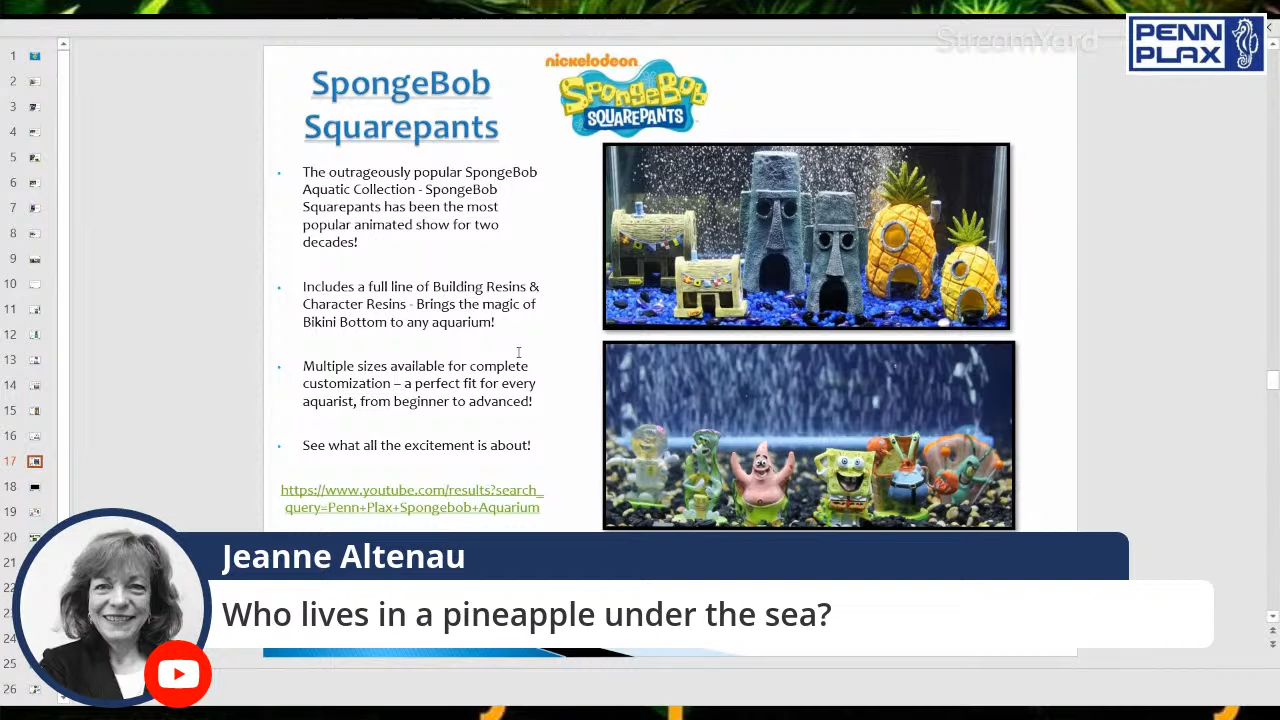 StreamYard
PENN
PLAX
SpongeBob
Squarepants
nickelodeon
SpongeBob
SQUAREPANTS
• The outrageously popular SpongeBob
Aquatic Collection - SpongeBob
Squarepants has been the most
popular animated show for two
decades!
• Includes a full line of Building Resins &
Character Resins - Brings the magic of
Bikini Bottom to any aquarium!
• Multiple sizes available for complete
customization – a perfect fit for every
aquarist, from beginner to advanced!
• See what all the excitement is about!
https://www.youtube.com/results?search_
query=Penn+Plax+Spongebob+Aquarium
Jeanne Altenau
Who lives in a pineapple under the sea?
1
2
3
4
5
6
7
8
9
10
11
12
13
14
15
16
17
18
19
20
21
22
23
24
25
26